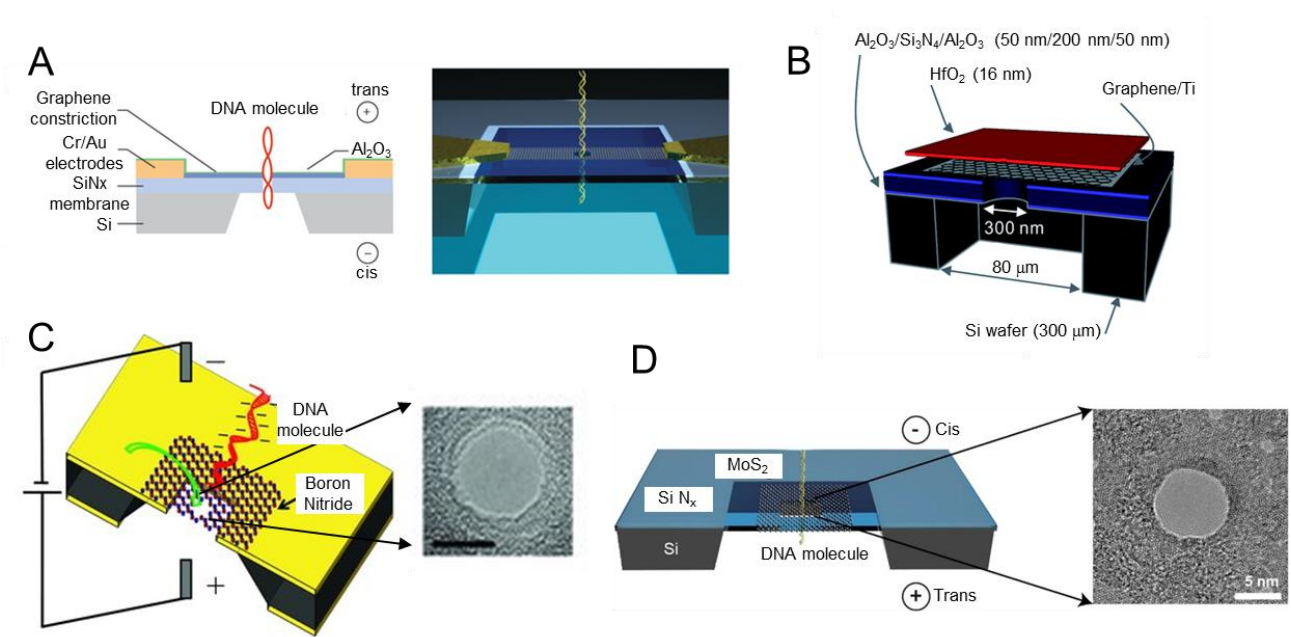 A
Graphene
constriction
DNA molecule
trans
+
Cr/Au
electrodes
Al2O3
SiNx
membrane
Si
−
cis
B
Al2O3/Si3N4/Al2O3 (50 nm/200 nm/50 nm)
HfO2 (16 nm)
Graphene/Ti
300 nm
80 μm
Si wafer (300 μm)
C
−
DNA
molecule
Boron
Nitride
+
D
- Cis
MoS2
Si Nx
Si
DNA molecule
+ Trans
5 nm